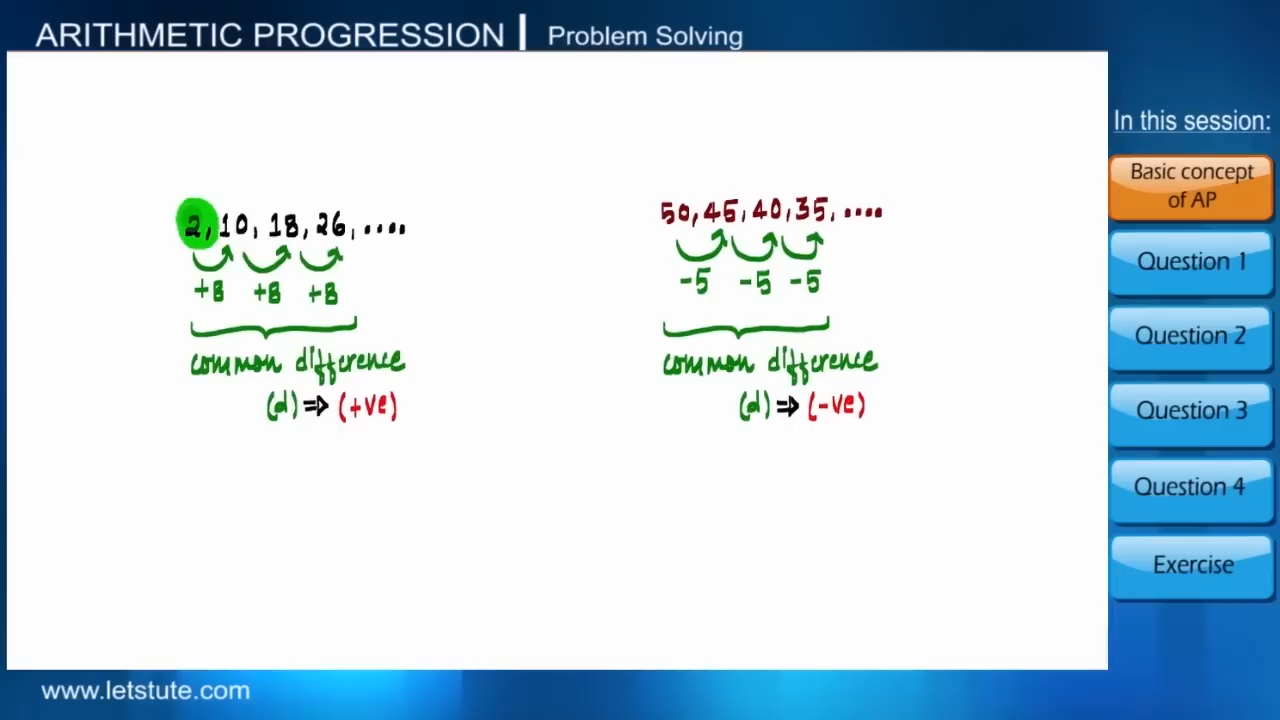 ARITHMETIC PROGRESSION | Problem Solving
In this session:
Basic concept
of AP
Question 1
Question 2
Question 3
Question 4
Exercise
2, 10, 18, 26, ....
+8 +8 +8
common difference
(d) ⇒ (+ve)
50, 45, 40, 35, ....
-5 -5 -5
common difference
(d) ⇒ (-ve)
www.letstute.com